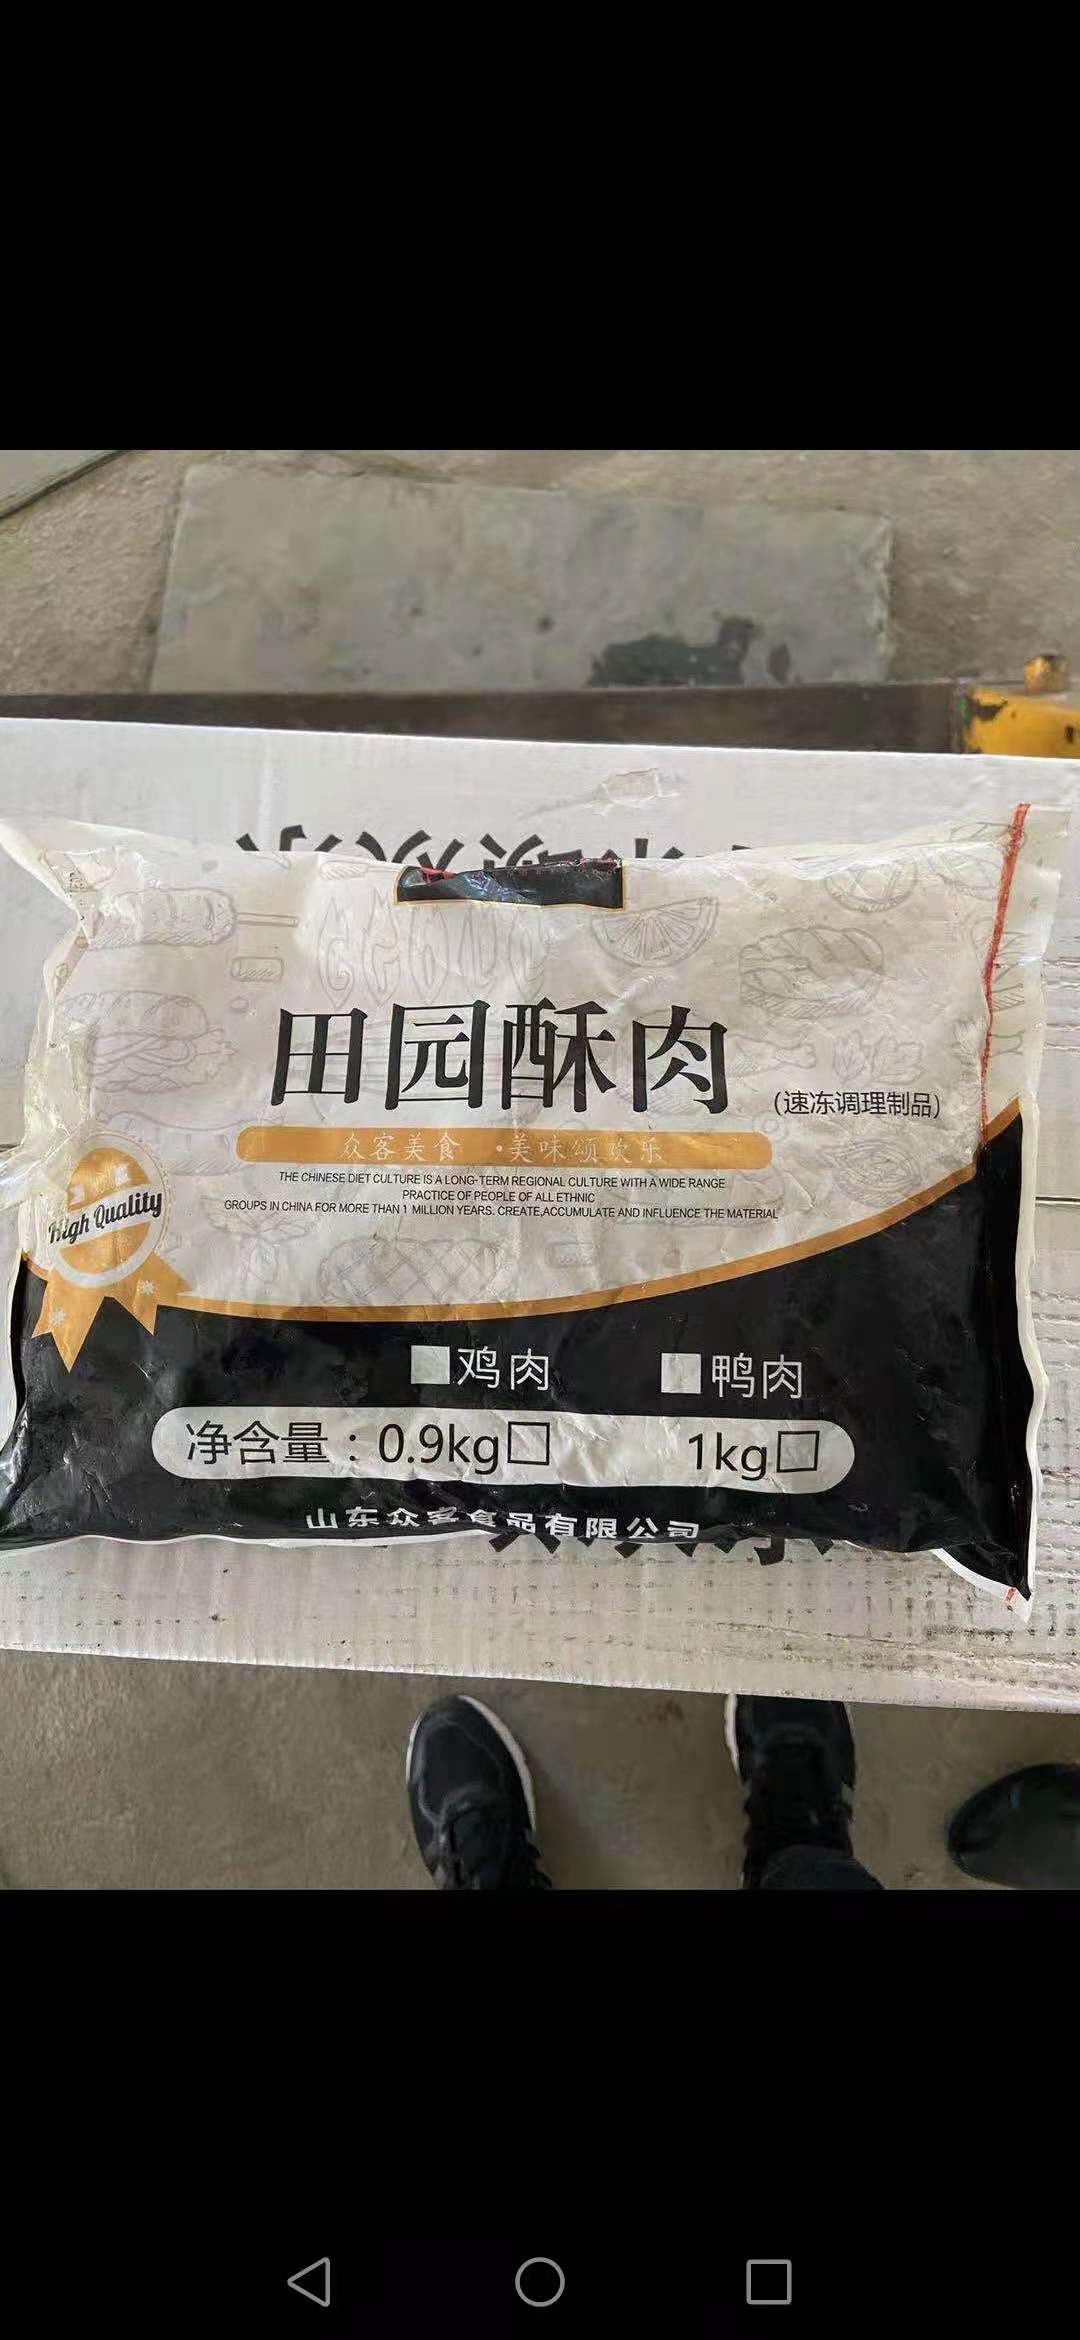 田园酥肉
(速冻调理制品)
众客美食 ·美味颂欢乐
THE CHINESE DIET CULTURE IS A LONG-TERM REGIONAL CULTURE WITH A WIDE RANGE
PRACTICE OF PEOPLE OF ALL ETHNIC
GROUPS IN CHINA FOR MORE THAN 1 MILLION YEARS. CREATE,ACCUMULATE AND INFLUENCE THE MATERIAL
High Quality
鸡肉 鸭肉
净含量：0.9kg□ 1kg□
山东众客食品有限公司